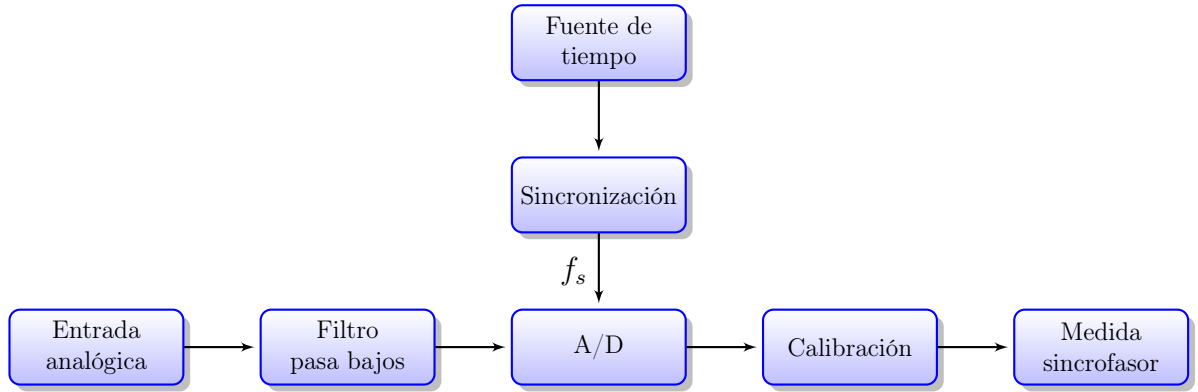 Fuente de
tiempo
Sincronización
f_s
Entrada
analógica
Filtro
pasa bajos
A/D
Calibración
Medida
sincrofasor